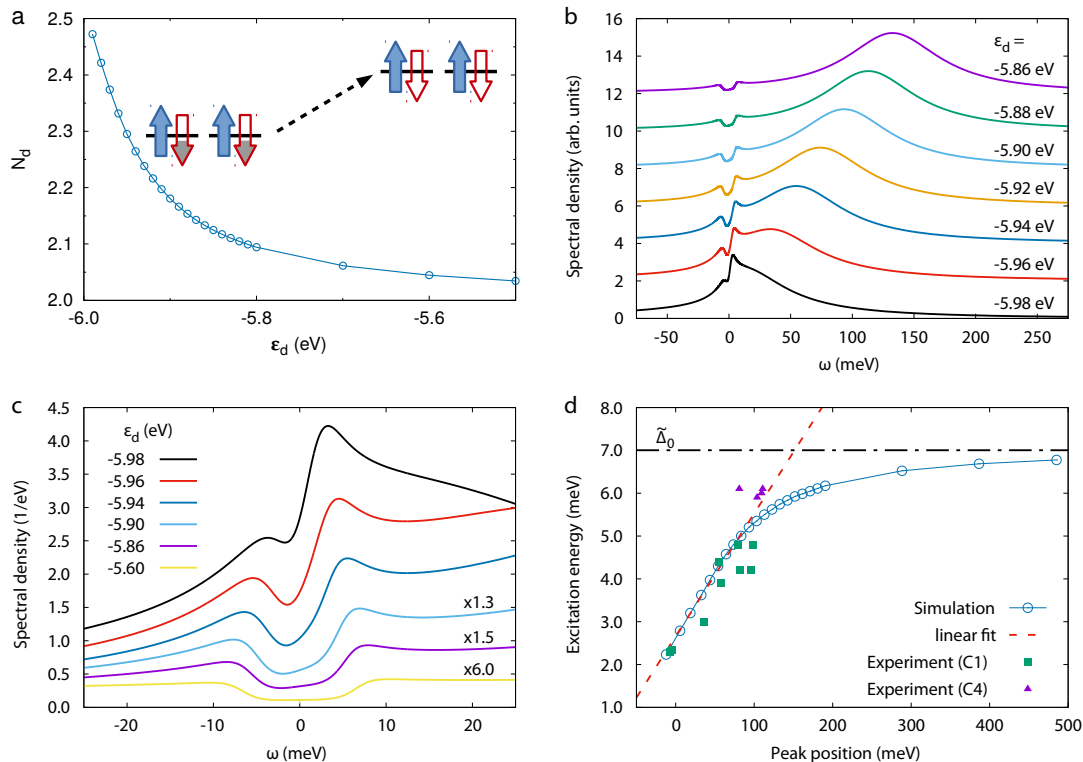 a
2.5
2.4
2.3
2.2
2.1
2.0
N_d
-6.0 -5.8 -5.6
ε_d (eV)
b
16
14
12
10
8
6
4
2
0
Spectral density (arb. units)
ε_d =
-5.86 eV
-5.88 eV
-5.90 eV
-5.92 eV
-5.94 eV
-5.96 eV
-5.98 eV
-50 0 50 100 150 200 250
ω (meV)
c
4.5
4.0
3.5
3.0
2.5
2.0
1.5
1.0
0.5
0.0
Spectral density (1/eV)
ε_d (eV)
-5.98
-5.96
-5.94
-5.90
-5.86
-5.60
x1.3
x1.5
x6.0
-20 -10 0 10 20
ω (meV)
d
8.0
7.0
6.0
5.0
4.0
3.0
2.0
1.0
Excitation energy (meV)
Δ̃₀
Simulation
linear fit
Experiment (C1)
Experiment (C4)
0 100 200 300 400 500
Peak position (meV)